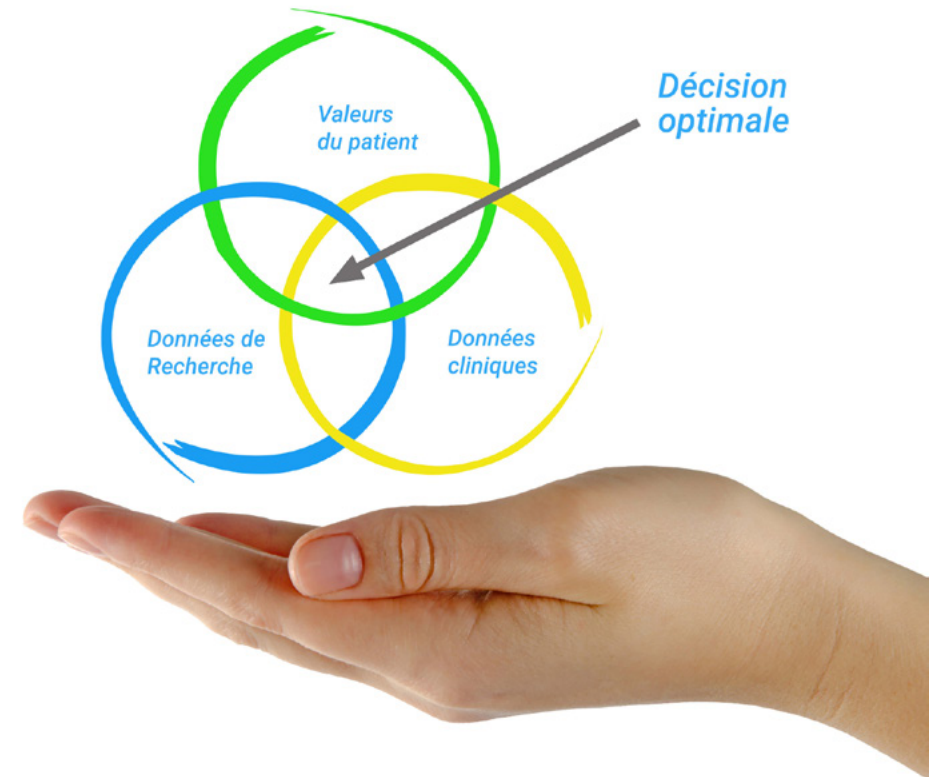 Valeurs
du patient
Décision
optimale
Données de
Recherche
Données
cliniques